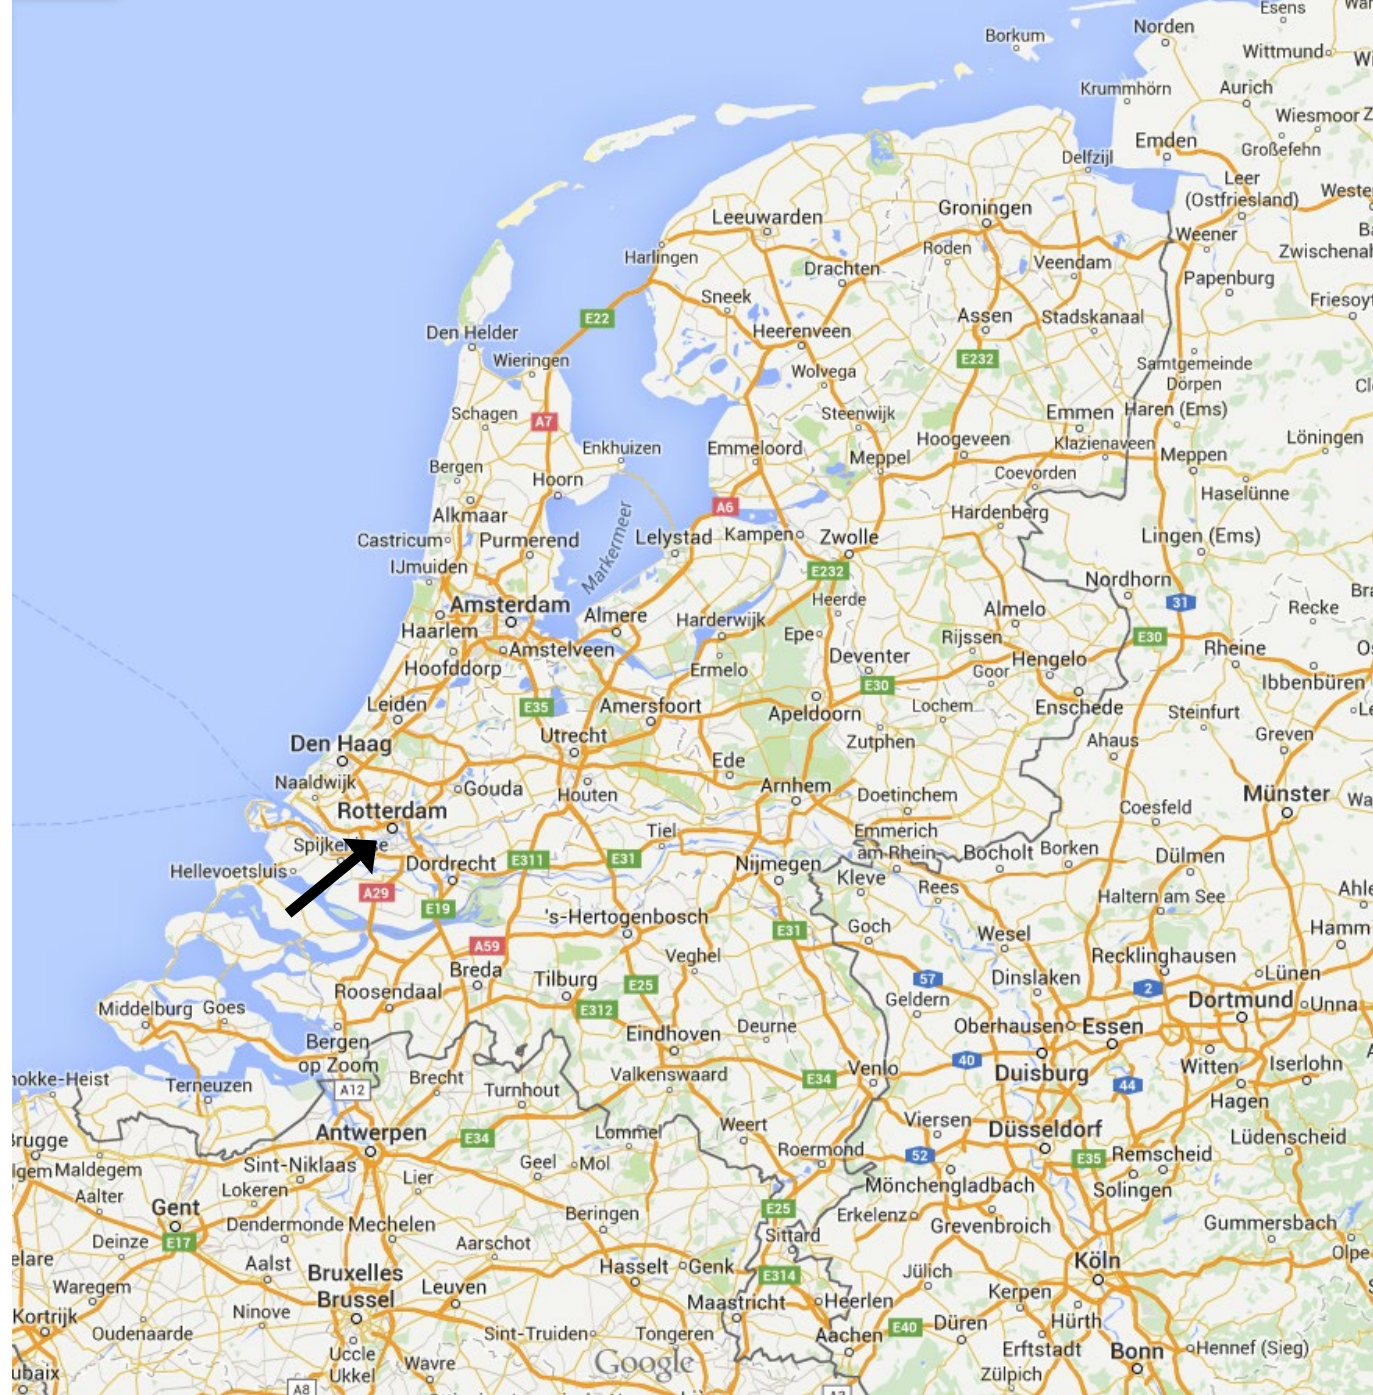 Esens
Borkum
Norden
Wittmund
Krummhörn
Aurich
Wiesmoor
Emden
Großefehn
Delfzijl
Leer
(Ostfriesland)
Leeuwarden
Groningen
Weener
Harlingen
Roden
Drachten
Veendam
Papenburg
Sneek
E22
Assen
Stadskanaal
Den Helder
Heerenveen
Wieringen
E232
Wolvega
Samtgemeinde
Dörpen
Schagen
A7
Steenwijk
Emmen
Haren (Ems)
Enkhuizen
Emmeloord
Hoogeveen
Klazienaveen
Löningen
Bergen
Meppel
Meppen
Coevorden
Hoorn
Haselünne
Alkmaar
A6
Hardenberg
Castricum
Purmerend
Markermeer
Lelystad
Kampen
Zwolle
Lingen (Ems)
IJmuiden
E232
Nordhorn
Amsterdam
Almere
Harderwijk
Heerde
Almelo
31
Recke
Haarlem
Epe
Rijssen
E30
Amstelveen
Rheine
Hoofddorp
Ermelo
Deventer
Goor
Hengelo
E30
Ibbenbüren
Leiden
E35
Amersfoort
Apeldoorn
Lochem
Enschede
Steinfurt
Den Haag
Utrecht
Zutphen
Ahaus
Greven
Naaldwijk
Gouda
Houten
Ede
Arnhem
Doetinchem
Münster
Rotterdam
Coesfeld
Tiel
Emmerich
am Rhein
Dordrecht
E311
E31
Nijmegen
Bocholt
Borken
Dülmen
Hellevoetsluis
A29
Kleve
Rees
Haltern am See
E19
's-Hertogenbosch
E31
Goch
Wesel
Hamm
A59
Veghel
Recklinghausen
Breda
Tilburg
E25
57
Dinslaken
Lünen
Roosendaal
2
Middelburg
Goes
E312
Geldern
Dortmund
Unna
Eindhoven
Deurne
Oberhausen
Essen
Bergen
op Zoom
Valkenswaard
E34
Venlo
40
Duisburg
Witten
Iserlohn
Terneuzen
A12
Brecht
Turnhout
44
Hagen
Antwerpen
E34
Lommel
Weert
Viersen
Düsseldorf
Lüdenscheid
Roermond
52
E35
Remscheid
Maldegem
Sint-Niklaas
Lier
Geel
Mol
Mönchengladbach
Solingen
Aalter
Lokeren
Gent
Dendermonde
Mechelen
Beringen
E25
Erkelenz
Grevenbroich
Gummersbach
Deinze
E17
Aarschot
Sittard
Olpe
Aalst
Bruxelles
Brussel
Leuven
Hasselt
Genk
E314
Jülich
Köln
Waregem
Kerpen
Kortrijk
Ninove
Maastricht
Heerlen
Hürth
Oudenaarde
Sint-Truiden
Tongeren
Aachen
E40
Düren
Erftstadt
Bonn
Hennef (Sieg)
Uccle
Ukkel
Wavre
Google
Zülpich
A8